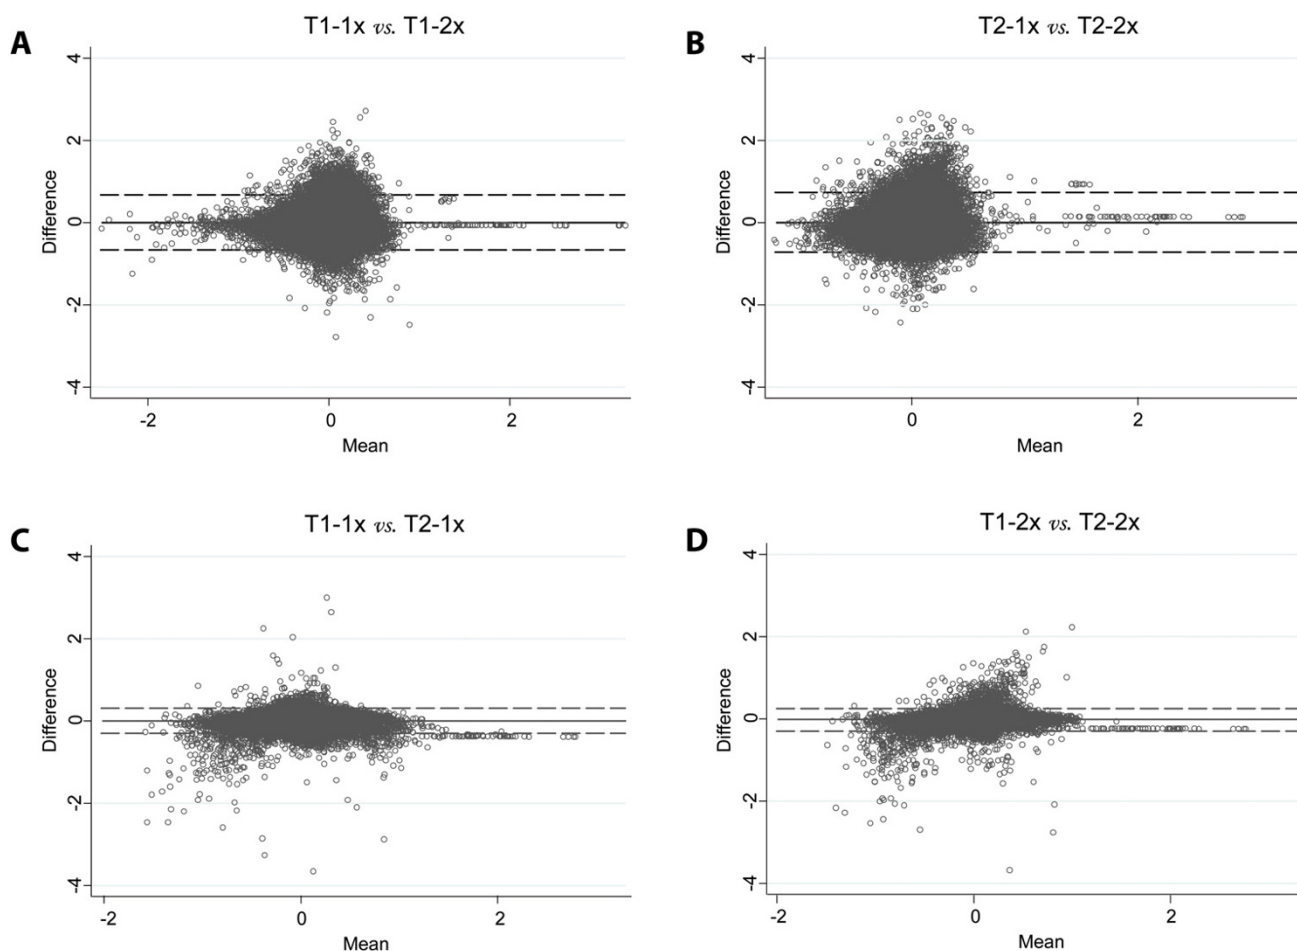 A
T1-1x vs. T1-2x
Difference
4
2
0
-2
-4
-2 0 2
Mean
B
T2-1x vs. T2-2x
Difference
4
2
0
-2
-4
0 2
Mean
C
T1-1x vs. T2-1x
Difference
4
2
0
-2
-4
-2 0 2
Mean
D
T1-2x vs. T2-2x
Difference
4
2
0
-2
-4
-2 0 2
Mean